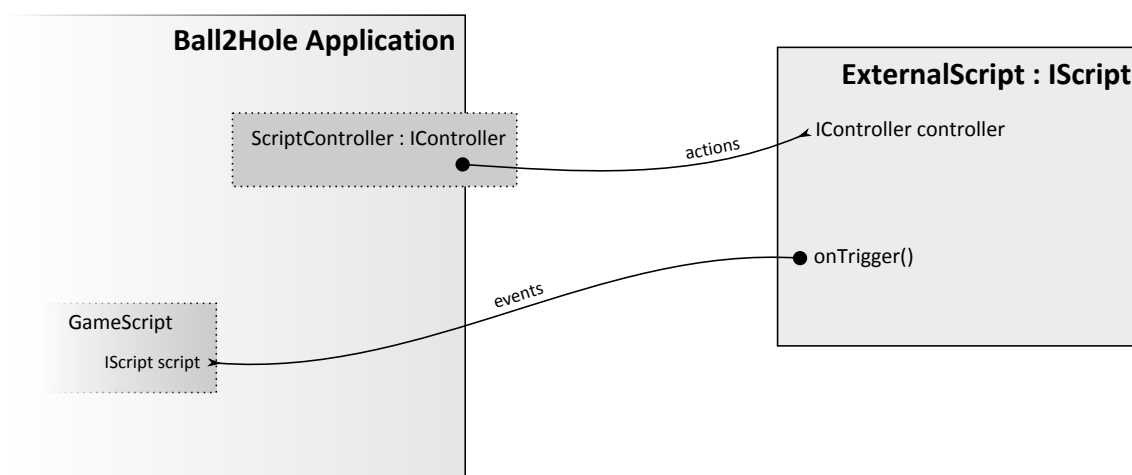 Ball2Hole Application
ExternalScript : IScript
ScriptController : IController
IController controller
actions
onTrigger()
events
GameScript
IScript script